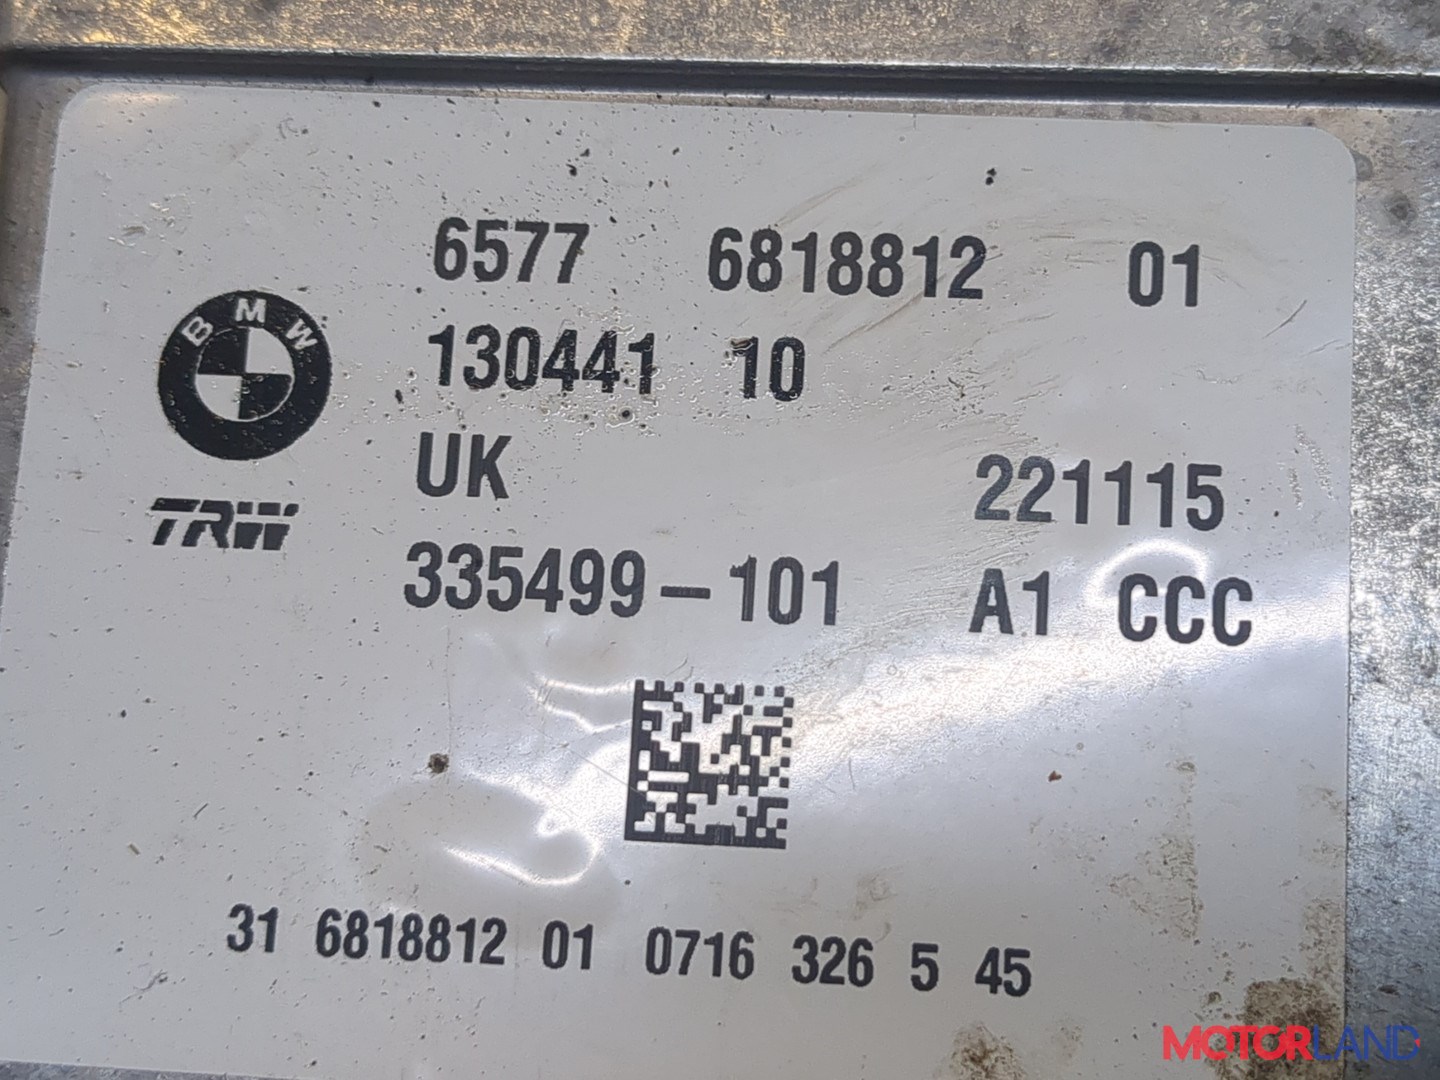 6577 6818812 01
130441 10
BMW
UK 221115
TRW
335499-101 A1 CCC
31 6818812 01 0716 326 5 45
MOTORLAND